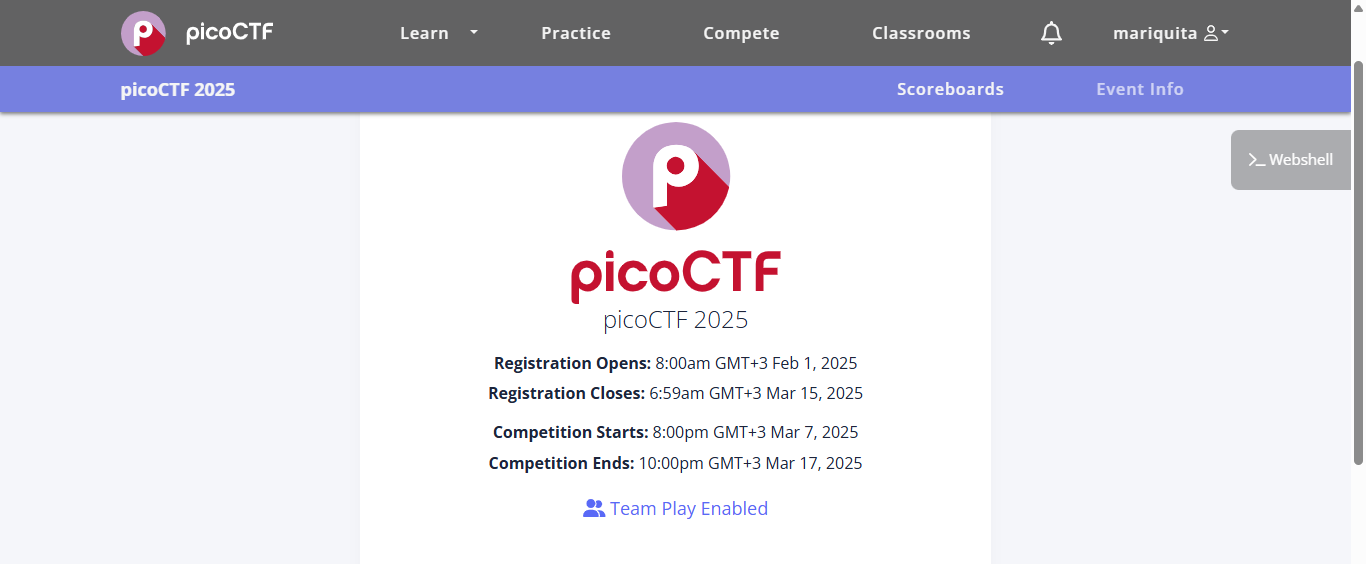 picoCTF Learn Practice Compete Classrooms mariquita
picoCTF 2025 Scoreboards Event Info
Webshell
picoCTF
picoCTF 2025
Registration Opens: 8:00am GMT+3 Feb 1, 2025
Registration Closes: 6:59am GMT+3 Mar 15, 2025
Competition Starts: 8:00pm GMT+3 Mar 7, 2025
Competition Ends: 10:00pm GMT+3 Mar 17, 2025
Team Play Enabled